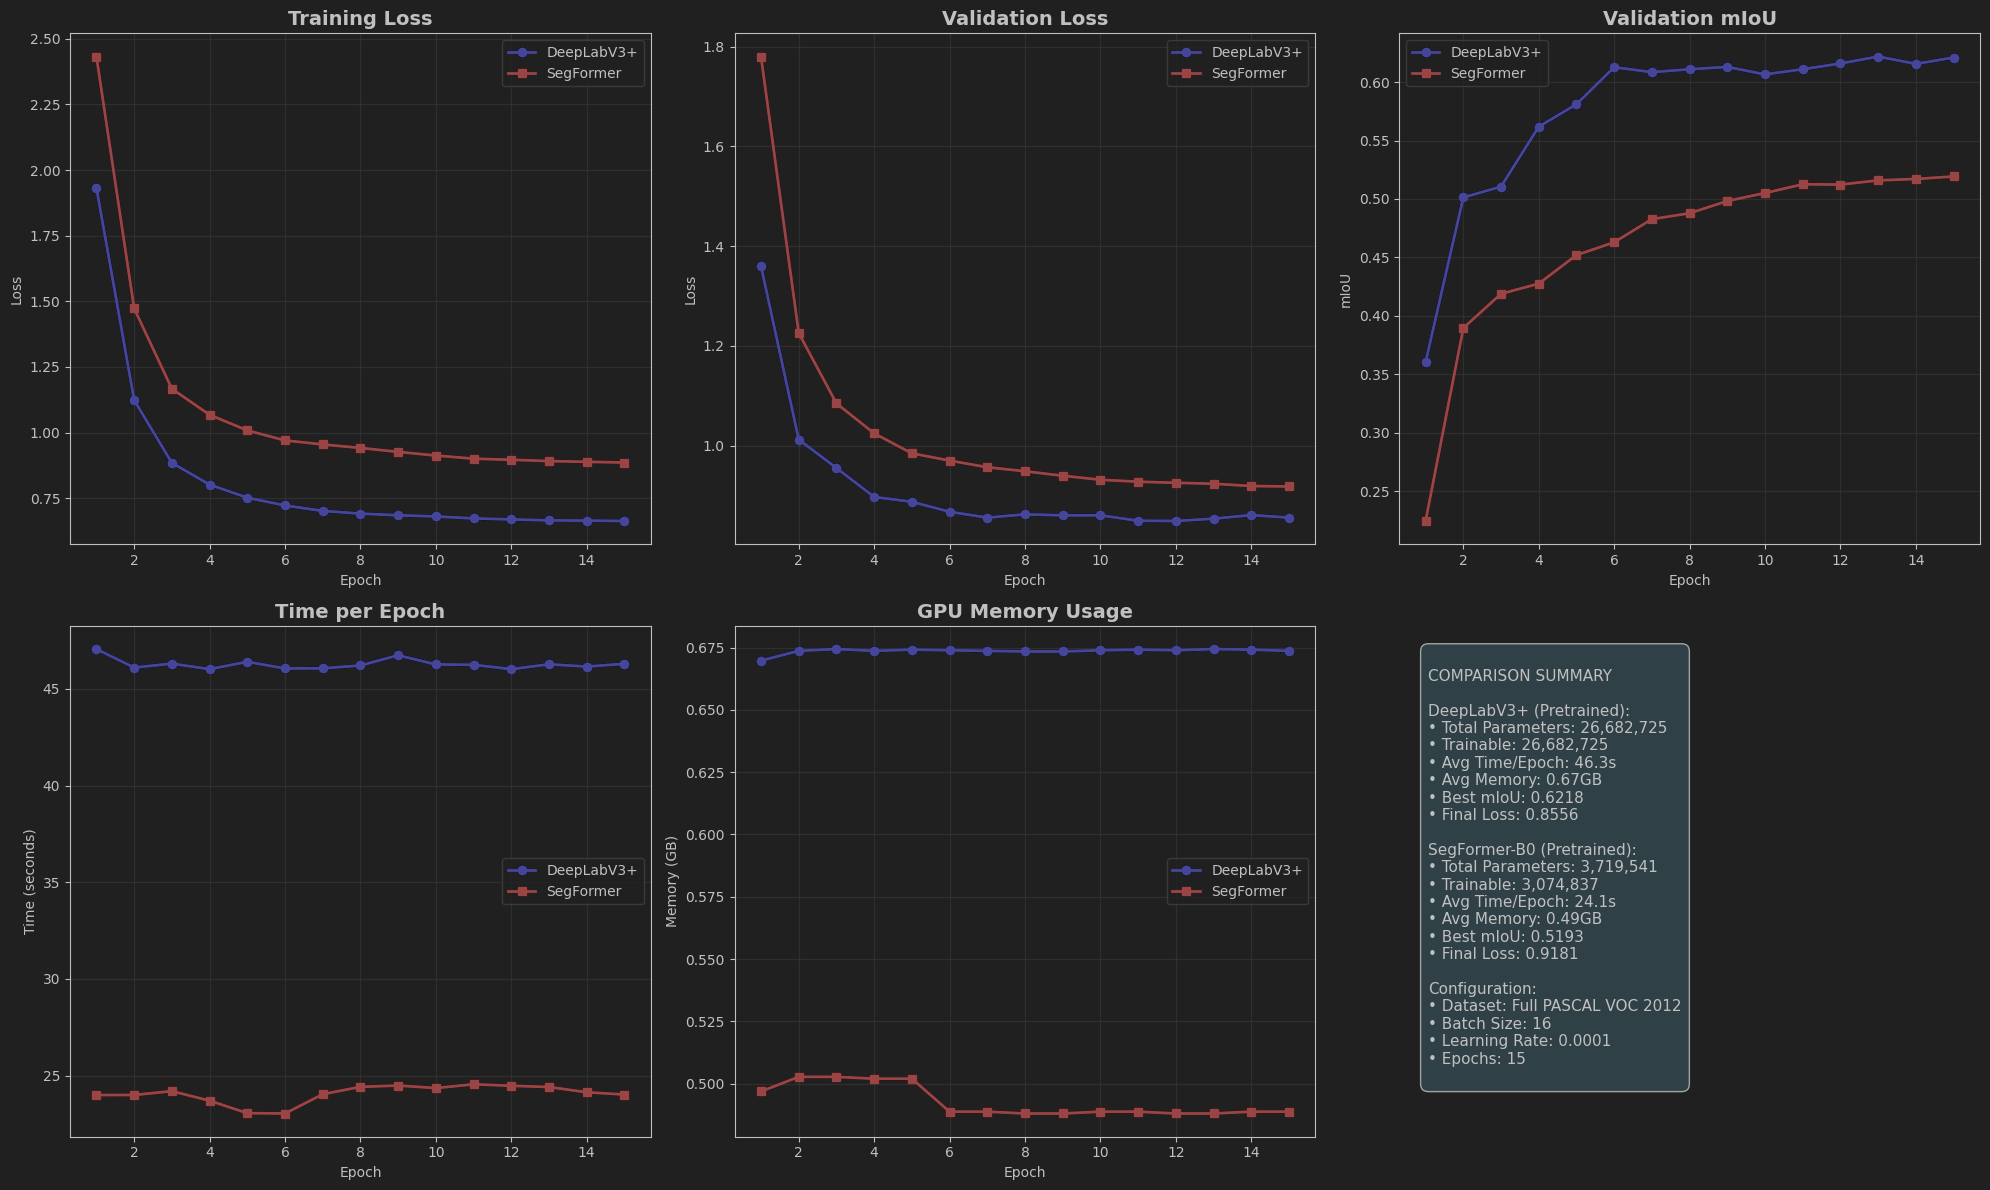 Training Loss
2.50
2.25
2.00
1.75
1.50
1.25
1.00
0.75
Loss
2 4 6 8 10 12 14
Epoch
DeepLabV3+
SegFormer
Validation Loss
1.8
1.6
1.4
1.2
1.0
Loss
2 4 6 8 10 12 14
Epoch
DeepLabV3+
SegFormer
Validation mIoU
0.60
0.55
0.50
0.45
0.40
0.35
0.30
0.25
mIoU
2 4 6 8 10 12 14
Epoch
DeepLabV3+
SegFormer
Time per Epoch
45
40
35
30
25
Time (seconds)
2 4 6 8 10 12 14
Epoch
DeepLabV3+
SegFormer
GPU Memory Usage
0.675
0.650
0.625
0.600
0.575
0.550
0.525
0.500
Memory (GB)
2 4 6 8 10 12 14
Epoch
DeepLabV3+
SegFormer
COMPARISON SUMMARY
DeepLabV3+ (Pretrained):
• Total Parameters: 26,682,725
• Trainable: 26,682,725
• Avg Time/Epoch: 46.3s
• Avg Memory: 0.67GB
• Best mIoU: 0.6218
• Final Loss: 0.8556
SegFormer-B0 (Pretrained):
• Total Parameters: 3,719,541
• Trainable: 3,074,837
• Avg Time/Epoch: 24.1s
• Avg Memory: 0.49GB
• Best mIoU: 0.5193
• Final Loss: 0.9181
Configuration:
• Dataset: Full PASCAL VOC 2012
• Batch Size: 16
• Learning Rate: 0.0001
• Epochs: 15